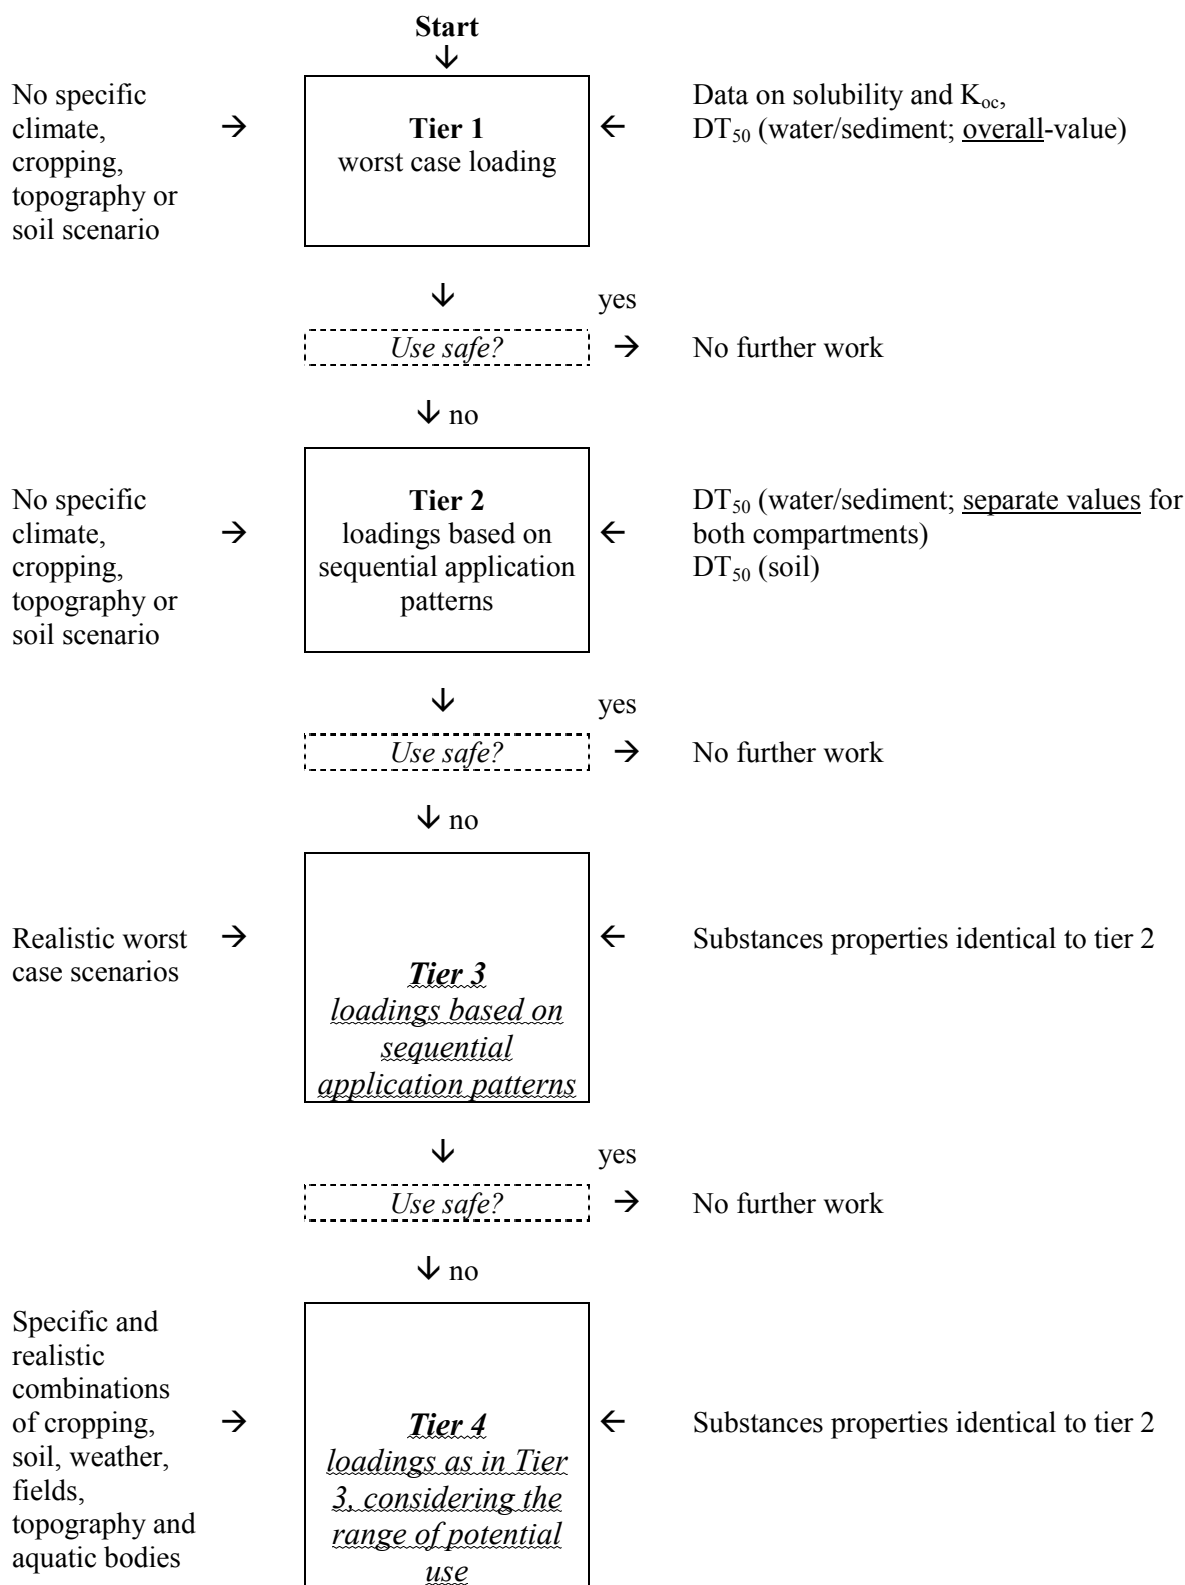 Start
↓
No specific
climate,
cropping,
topography or
soil scenario
→
Tier 1
worst case loading
←
Data on solubility and Koc,
DT50 (water/sediment; overall-value)
↓
yes
Use safe?
→
No further work
↓ no
No specific
climate,
cropping,
topography or
soil scenario
→
Tier 2
loadings based on
sequential application
patterns
←
DT50 (water/sediment; separate values for
both compartments)
DT50 (soil)
↓
yes
Use safe?
→
No further work
↓ no
Realistic worst
case scenarios
→
Tier 3
loadings based on
sequential
application patterns
←
Substances properties identical to tier 2
↓
yes
Use safe?
→
No further work
↓ no
Specific and
realistic
combinations
of cropping,
soil, weather,
fields,
topography and
aquatic bodies
→
Tier 4
loadings as in Tier
3, considering the
range of potential
use
←
Substances properties identical to tier 2